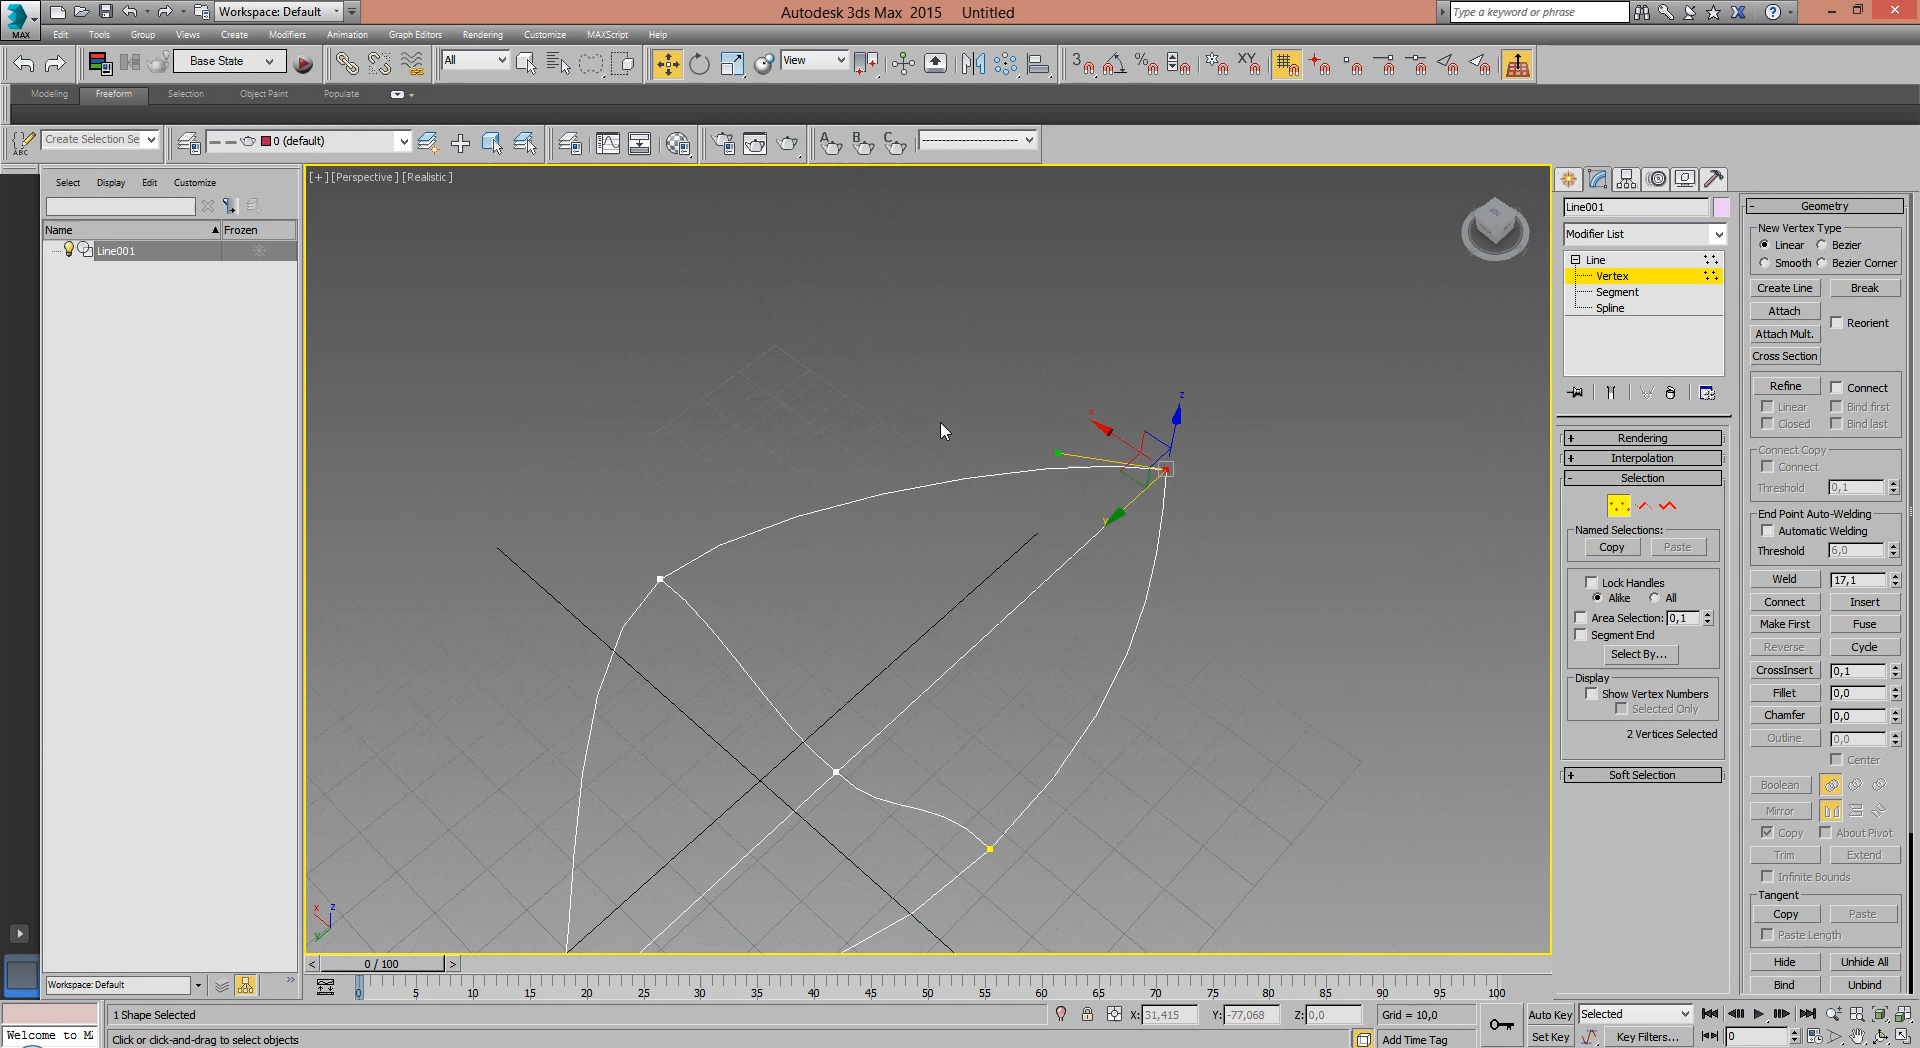 Workspace: Default
Autodesk 3ds Max 2015 Untitled
Type a keyword or phrase
MAX
Edit Tools Group Views Create Modifiers Animation Graph Editors Rendering Customize MAXScript Help
Base State
All
View
3
%
XY
Modeling Freeform Selection Object Paint Populate
ABC
Create Selection Se
0 (default)
A B C
Select Display Edit Customize
Name Frozen
Line001
[+] [Perspective] [Realistic]
x
z
y
x z
y
Line001
Modifier List
Line
Vertex
Segment
Spline
+ Rendering
+ Interpolation
- Selection
Named Selections:
Copy Paste
Lock Handles
Alike All
Area Selection: 0,1
Segment End
Select By...
Display
Show Vertex Numbers
Selected Only
2 Vertices Selected
+ Soft Selection
- Geometry
New Vertex Type
Linear Bezier
Smooth Bezier Corner
Create Line Break
Attach
Reorient
Attach Mult.
Cross Section
Refine Connect
Linear Bind first
Closed Bind last
Connect Copy
Connect
Threshold 0,1
End Point Auto-Welding
Automatic Welding
Threshold 6,0
Weld 17,1
Connect Insert
Make First Fuse
Reverse Cycle
CrossInsert 0,1
Fillet 0,0
Chamfer 0,0
Outline 0,0
Center
Boolean
Mirror
Copy About Pivot
Trim Extend
Infinite Bounds
Tangent
Copy Paste
Paste Length
Hide Unhide All
Bind Unbind
< 0 / 100 >
Workspace: Default
0 5 10 15 20 25 30 35 40 45 50 55 60 65 70 75 80 85 90 95 100
1 Shape Selected
X: 31,415 Y: -77,068 Z: 0,0 Grid = 10,0
Auto Key Selected
Welcome to M
Click or click-and-drag to select objects
Add Time Tag
Set Key Key Filters... 0